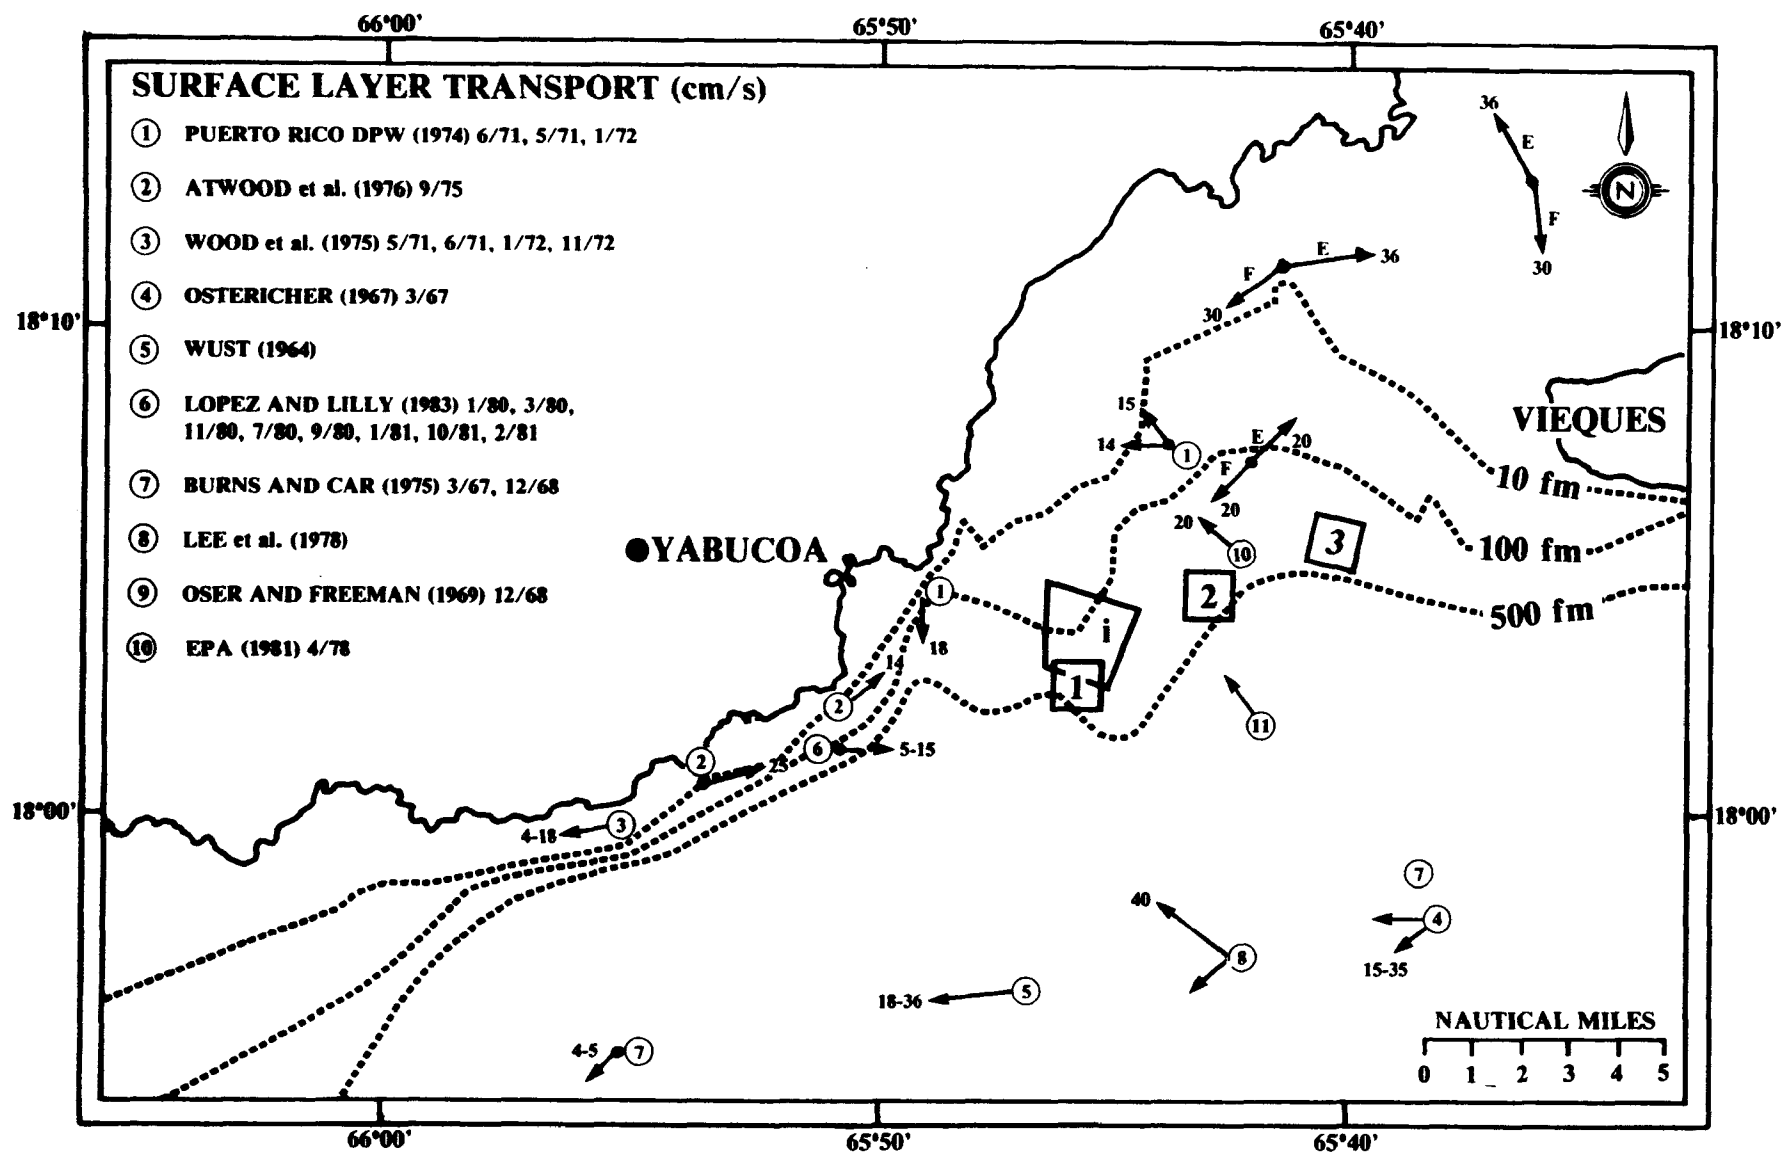 66°00' 65°50' 65°40'
SURFACE LAYER TRANSPORT (cm/s)
1 PUERTO RICO DPW (1974) 6/71, 5/71, 1/72
2 ATWOOD et al. (1976) 9/75
3 WOOD et al. (1975) 5/71, 6/71, 1/72, 11/72
4 OSTERICHER (1967) 3/67
5 WUST (1964)
6 LOPEZ AND LILLY (1983) 1/80, 3/80,
11/80, 7/80, 9/80, 1/81, 10/81, 2/81
7 BURNS AND CAR (1975) 3/67, 12/68
8 LEE et al. (1978)
9 OSER AND FREEMAN (1969) 12/68
10 EPA (1981) 4/78
36
E
N
F
30
E
36
F
30
18°10'
18°10'
VIEQUES
15
14
1
E
20
F
20
10 fm
20
10
3
100 fm
YABUCOA
2
1
500 fm
i
18
14
1
2
11
6
5-15
2
25
18°00'
18°00'
4-18
3
7
40
4
8
15-35
18-36
5
4-5
7
NAUTICAL MILES
0 1 2 3 4 5
66°00' 65°50' 65°40'